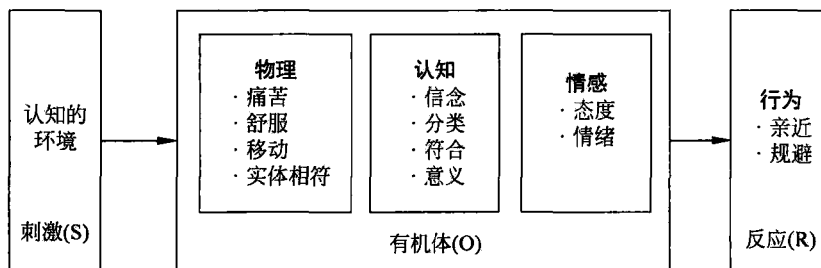 认知的
环境
刺激(S)
物理
· 痛苦
· 舒服
· 移动
· 实体相符
认知
· 信念
· 分类
· 符合
· 意义
情感
· 态度
· 情绪
有机体(O)
行为
· 亲近
· 规避
反应(R)